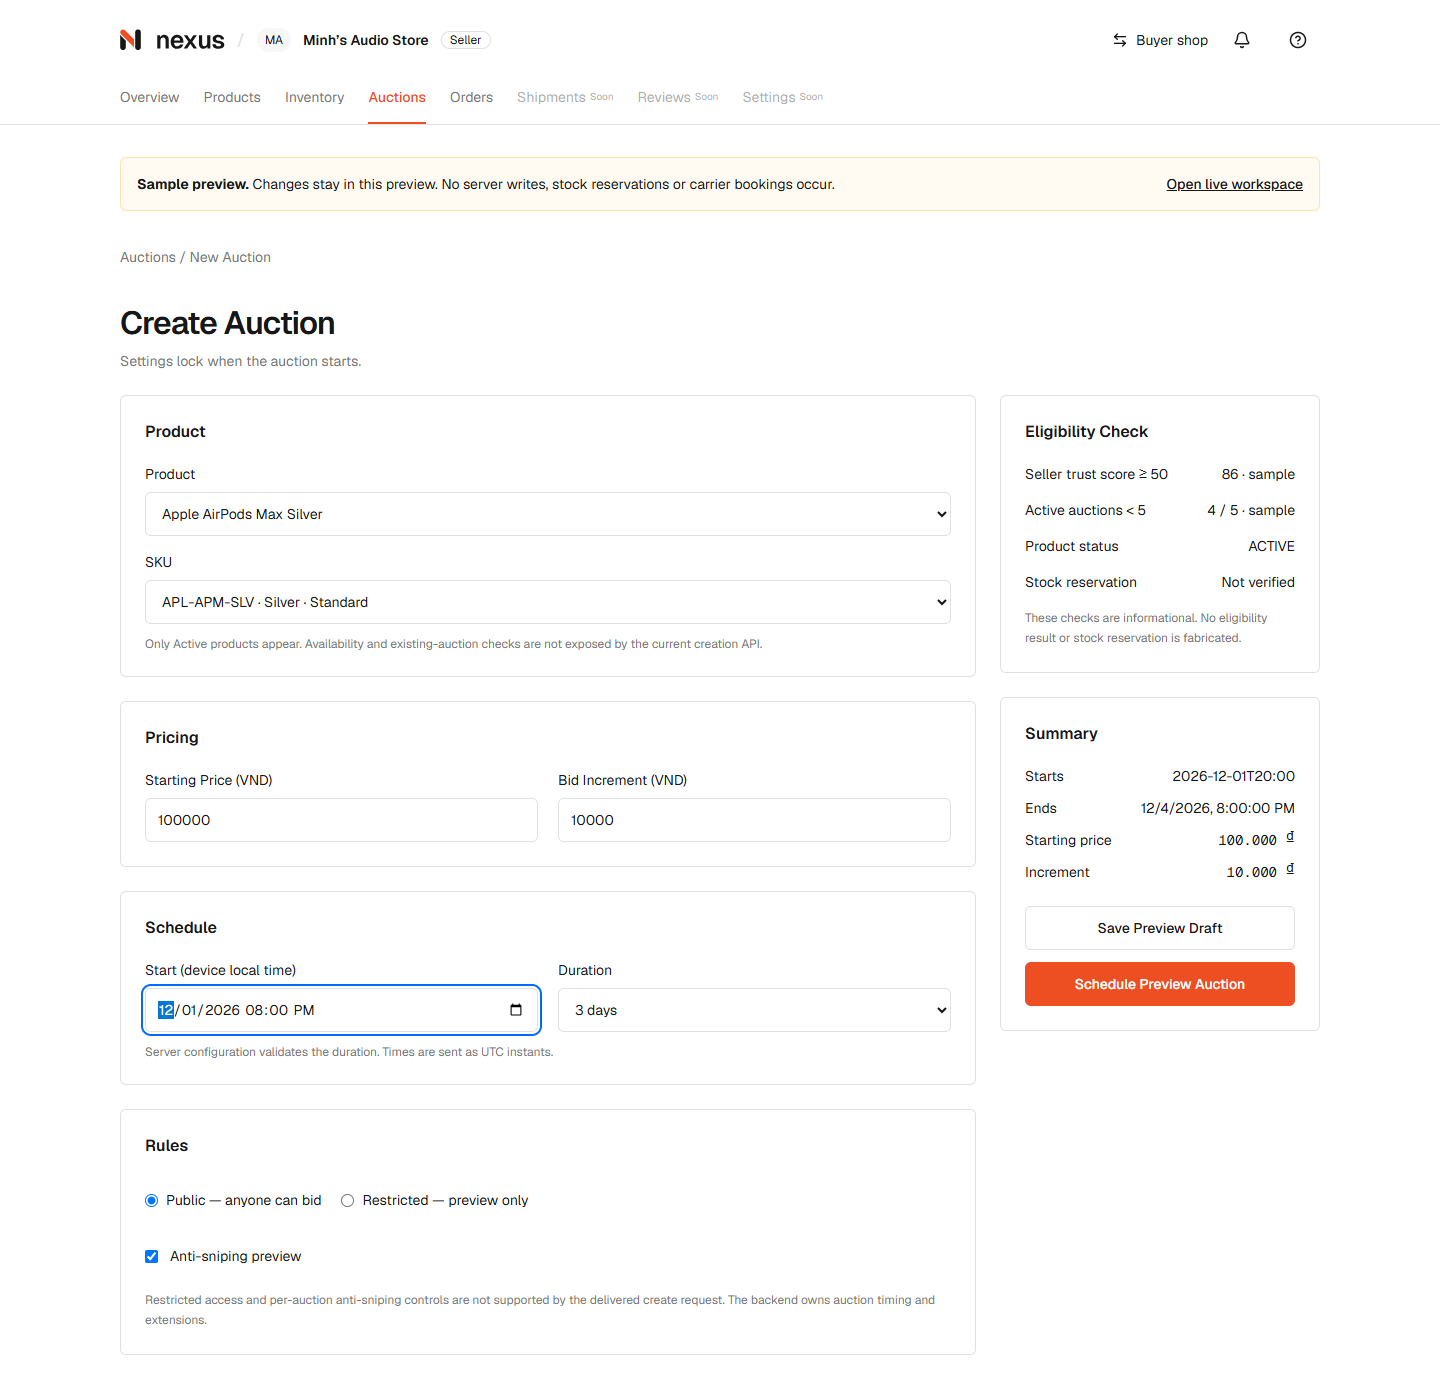 nexus / MA Minh's Audio Store Seller
Buyer shop
Overview Products Inventory Auctions Orders Shipments Soon Reviews Soon Settings Soon
Sample preview. Changes stay in this preview. No server writes, stock reservations or carrier bookings occur. Open live workspace
Auctions / New Auction
Create Auction
Settings lock when the auction starts.
Product
Product
Apple AirPods Max Silver
SKU
APL-APM-SLV · Silver · Standard
Only Active products appear. Availability and existing-auction checks are not exposed by the current creation API.
Pricing
Starting Price (VND) Bid Increment (VND)
100000 10000
Schedule
Start (device local time) Duration
12/01/2026 08:00 PM 3 days
Server configuration validates the duration. Times are sent as UTC instants.
Rules
Public — anyone can bid Restricted — preview only
Anti-sniping preview
Restricted access and per-auction anti-sniping controls are not supported by the delivered create request. The backend owns auction timing and
extensions.
Eligibility Check
Seller trust score ≥ 50 86 · sample
Active auctions < 5 4 / 5 · sample
Product status ACTIVE
Stock reservation Not verified
These checks are informational. No eligibility
result or stock reservation is fabricated.
Summary
Starts 2026-12-01T20:00
Ends 12/4/2026, 8:00:00 PM
Starting price 100.000 ₫
Increment 10.000 ₫
Save Preview Draft
Schedule Preview Auction